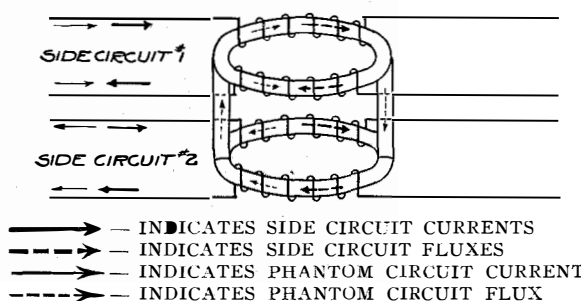 SIDE CIRCUIT #1
SIDE CIRCUIT #2
— INDICATES SIDE CIRCUIT CURRENTS
— INDICATES SIDE CIRCUIT FLUXES
— INDICATES PHANTOM CIRCUIT CURRENT
— INDICATES PHANTOM CIRCUIT FLUX